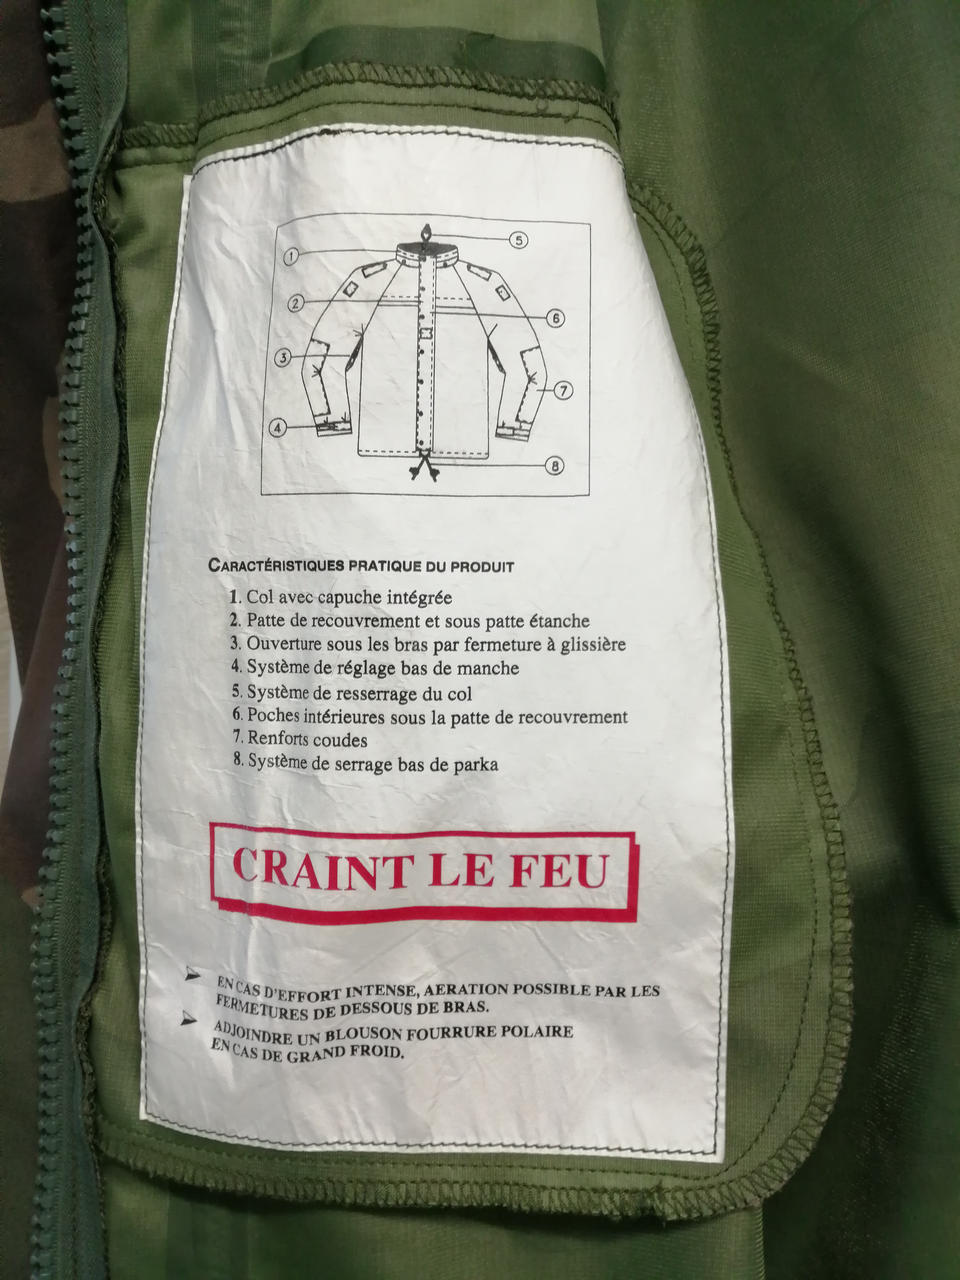 5
1
2
6
3
7
4
8
CARACTÉRISTIQUES PRATIQUE DU PRODUIT
1. Col avec capuche intégrée
2. Patte de recouvrement et sous patte étanche
3. Ouverture sous les bras par fermeture à glissière
4. Système de réglage bas de manche
5. Système de resserrage du col
6. Poches intérieures sous la patte de recouvrement
7. Renforts coudes
8. Système de serrage bas de parka
CRAINT LE FEU
EN CAS D'EFFORT INTENSE, AERATION POSSIBLE PAR LES
FERMETURES DE DESSOUS DE BRAS.
ADJOINDRE UN BLOUSON FOURRURE POLAIRE
EN CAS DE GRAND FROID.